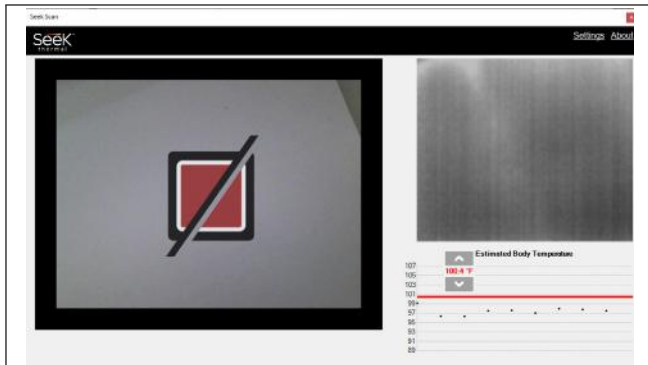 Seek Scan
Seek
thermal
Settings About
Estimated Body Temperature
107
105
100.4 °F
103
101
99
97
95
93
91
89